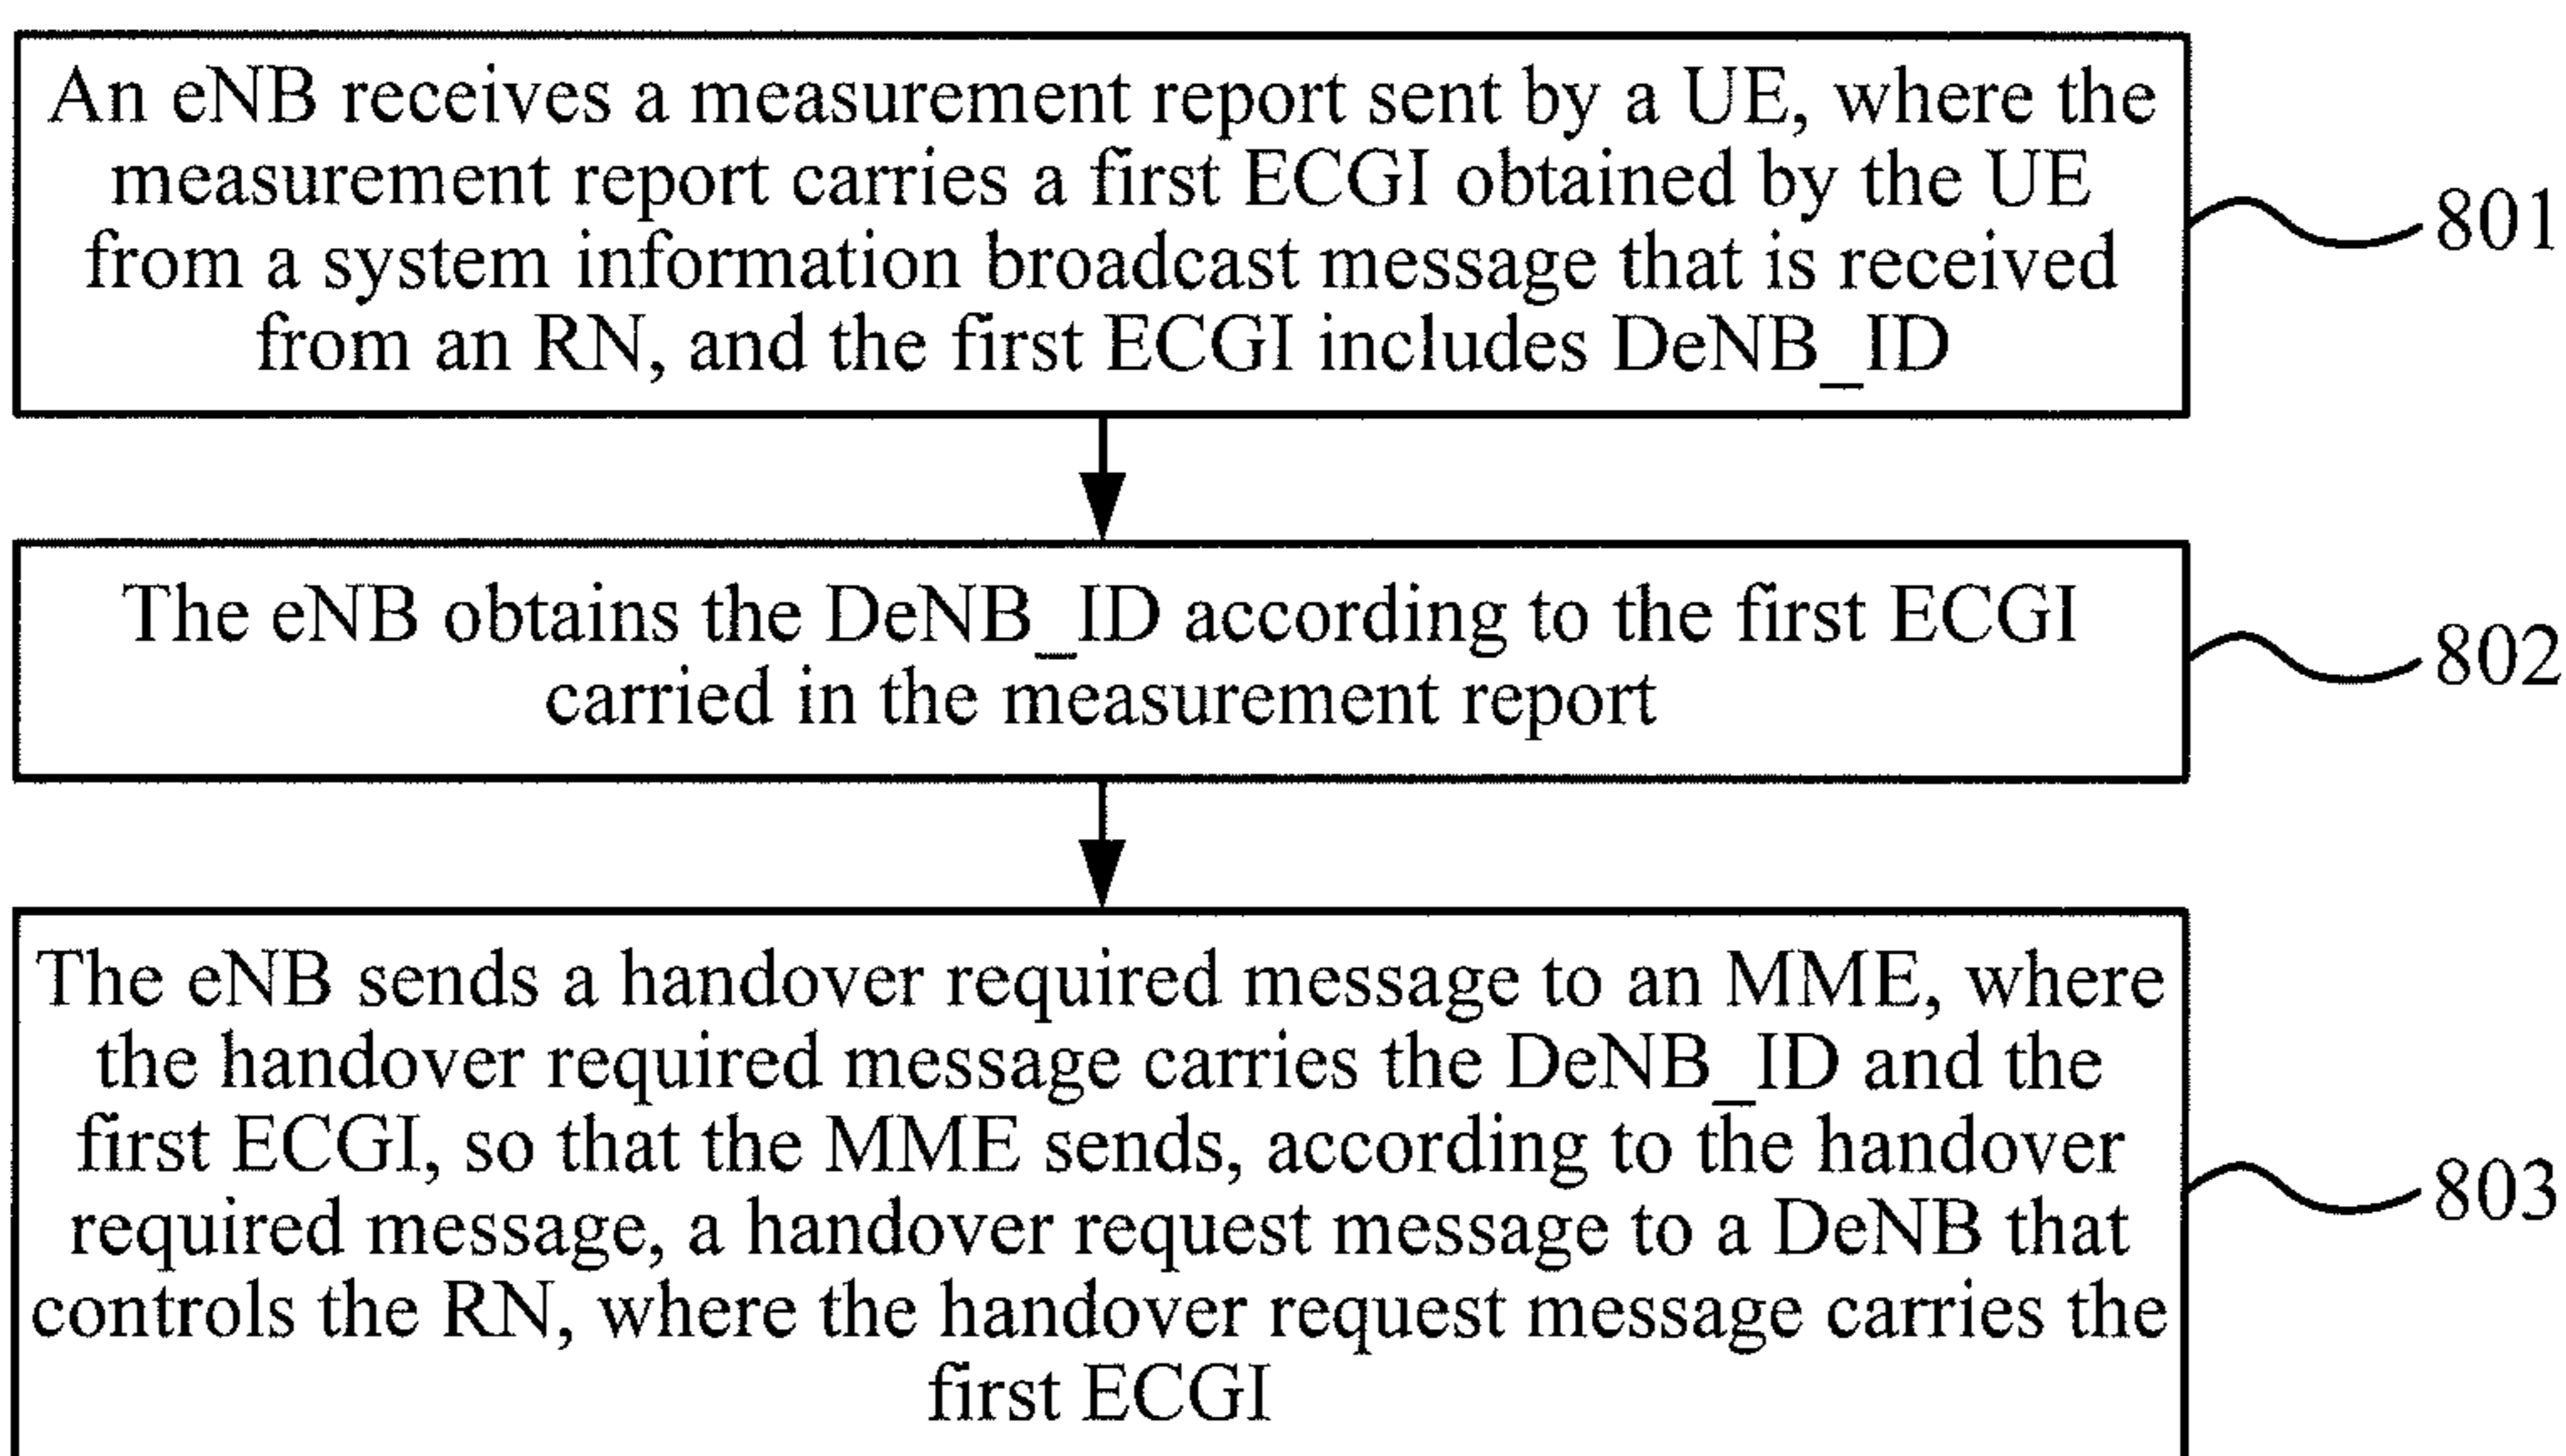 An eNB receives a measurement report sent by a UE, where the
measurement report carries a first ECGI obtained by the UE
from a system information broadcast message that is received
from an RN, and the first ECGI includes DeNB_ID
801
The eNB obtains the DeNB_ID according to the first ECGI
carried in the measurement report
802
The eNB sends a handover required message to an MME, where
the handover required message carries the DeNB_ID and the
first ECGI, so that the MME sends, according to the handover
required message, a handover request message to a DeNB that
controls the RN, where the handover request message carries the
first ECGI
803